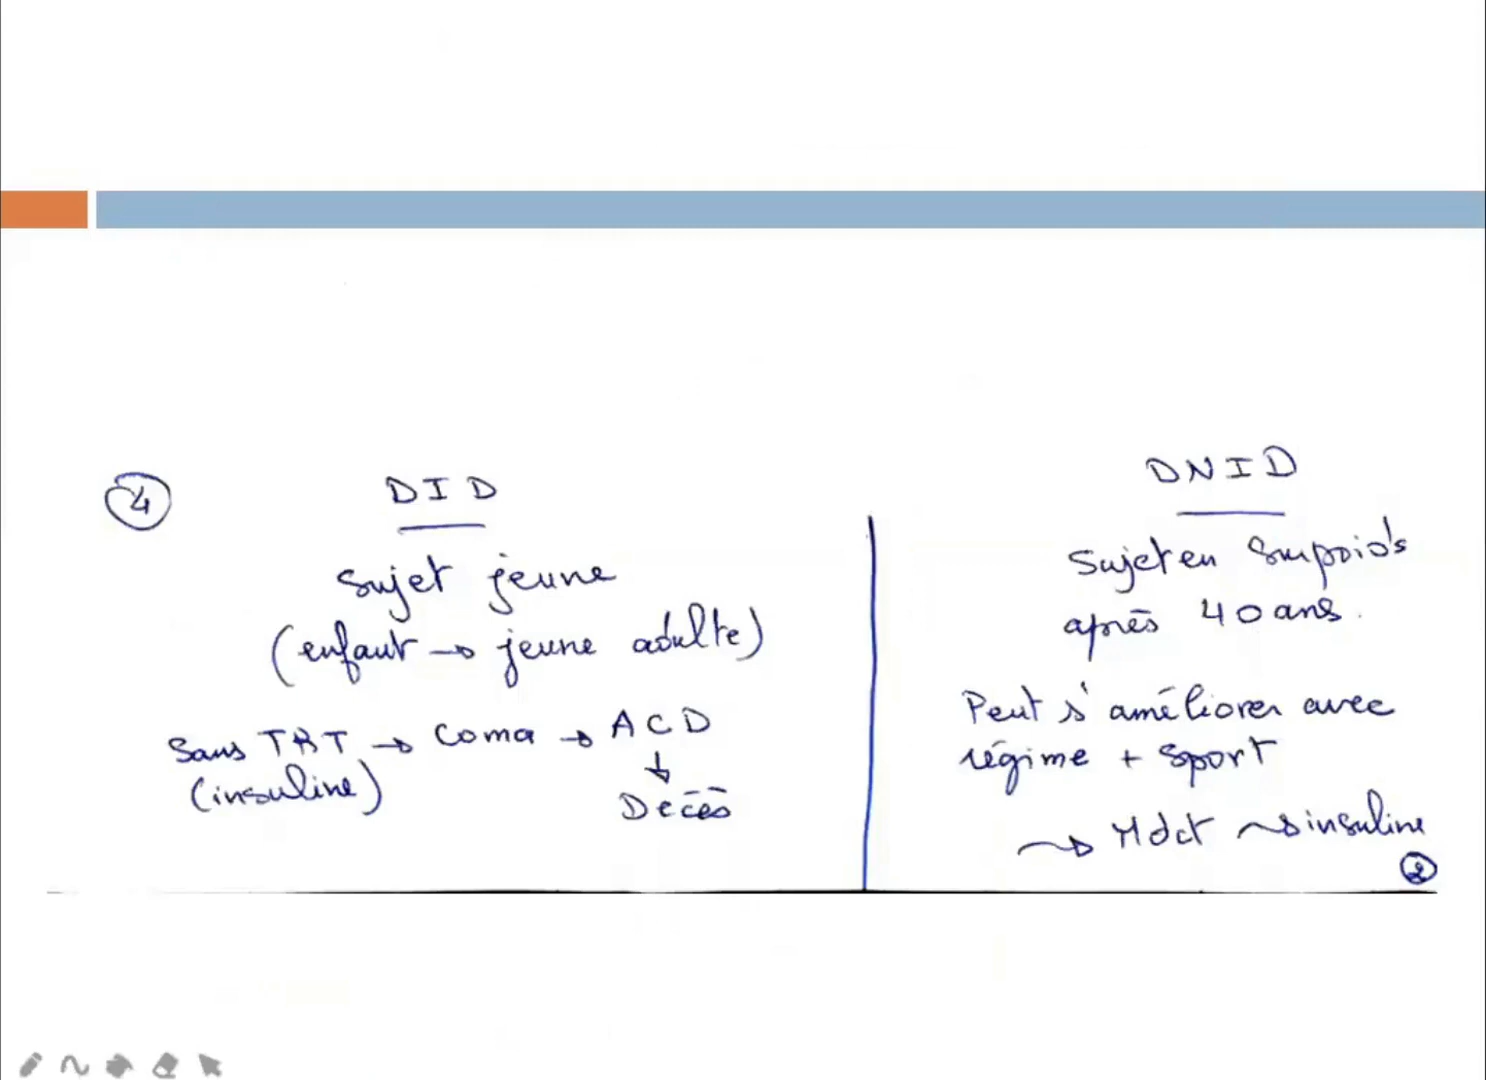 4
DID
Sujet jeune
(enfant → jeune adulte)
Sans TRT → Coma → ACD
(insuline)
↓
Décès
DNID
Sujet en surpoids
après 40 ans.
Peut s'améliorer avec
régime + sport
→ Mdct → insuline
2